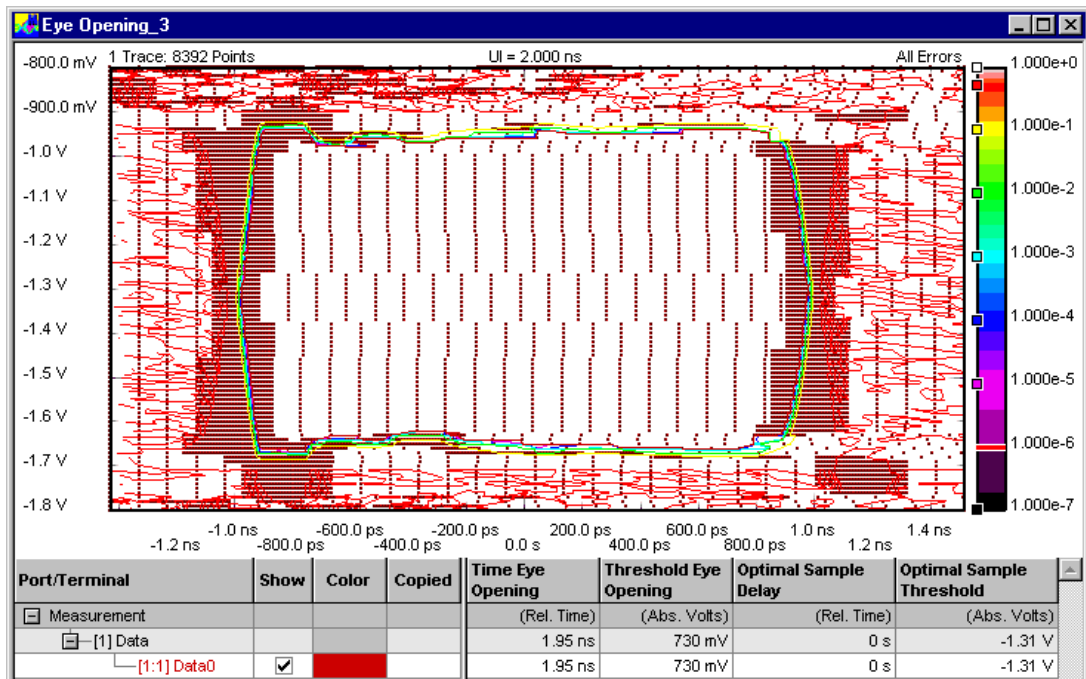 Eye Opening_3
1 Trace: 8392 Points UI = 2.000 ns All Errors
-800.0 mV
-900.0 mV
-1.0 V
-1.1 V
-1.2 V
-1.3 V
-1.4 V
-1.5 V
-1.6 V
-1.7 V
-1.8 V
1.000e+0
1.000e-1
1.000e-2
1.000e-3
1.000e-4
1.000e-5
1.000e-6
1.000e-7
-1.0 ns -600.0 ps -200.0 ps 200.0 ps 600.0 ps 1.0 ns 1.4 ns
-1.2 ns -800.0 ps -400.0 ps 0.0 s 400.0 ps 800.0 ps 1.2 ns
Port/Terminal Show Color Copied Time Eye Opening Threshold Eye Opening Optimal Sample Delay Optimal Sample Threshold
Measurement (Rel. Time) (Abs. Volts) (Rel. Time) (Abs. Volts)
[1] Data 1.95 ns 730 mV 0 s -1.31 V
[1:1] Data0 1.95 ns 730 mV 0 s -1.31 V